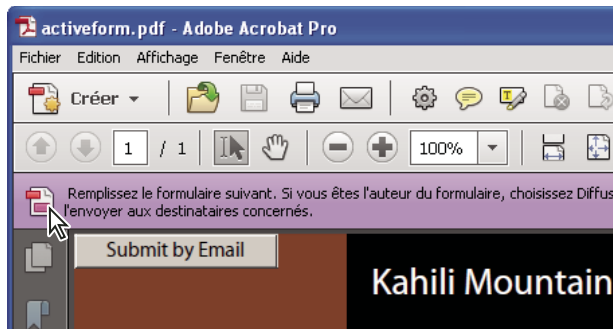 activeform.pdf - Adobe Acrobat Pro
Fichier Edition Affichage Fenêtre Aide
Créer
1 / 1 100%
Remplissez le formulaire suivant. Si vous êtes l'auteur du formulaire, choisissez Diffus
l'envoyer aux destinataires concernés.
Submit by Email
Kahili Mountain